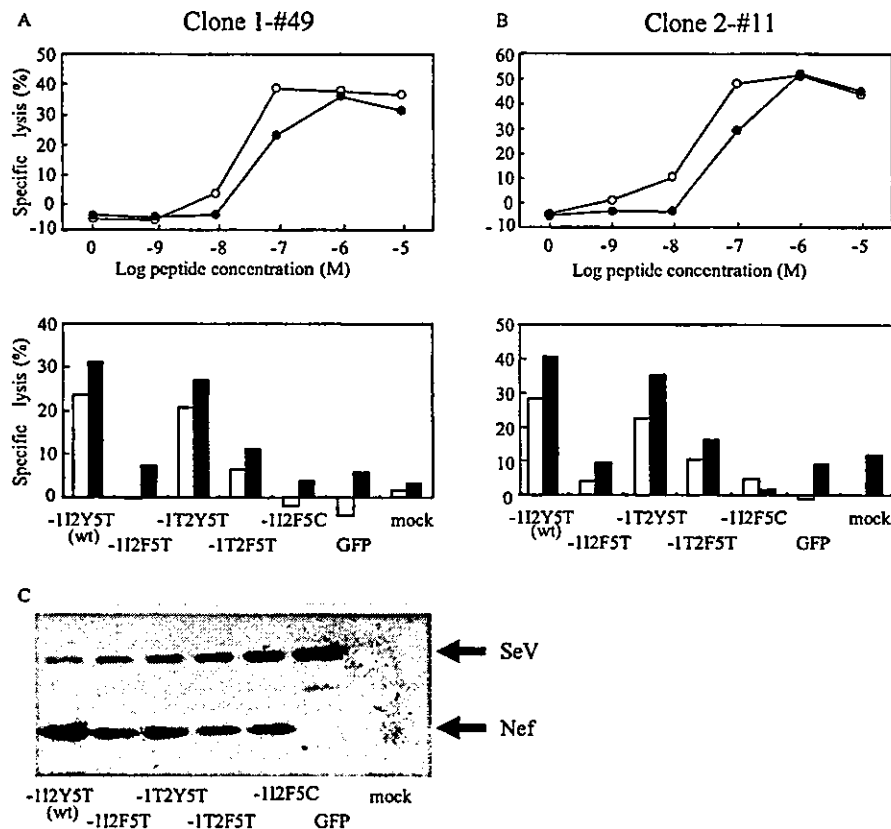 A
Clone 1-#49
50
40
30
20
10
0
-10
Specific lysis (%)
0 -9 -8 -7 -6 -5
Log peptide concentration (M)
40
30
20
10
0
Specific lysis (%)
-1I2Y5T -1T2Y5T -1I2F5C mock
(wt)
-1I2F5T -1T2F5T GFP
B
Clone 2-#11
60
50
40
30
20
10
0
-10
0 -9 -8 -7 -6 -5
Log peptide concentration (M)
50
40
30
20
10
0
-1I2Y5T -1T2Y5T -1I2F5C mock
(wt)
-1I2F5T -1T2F5T GFP
C
SeV
Nef
-1I2Y5T -1T2Y5T -1I2F5C mock
(wt)
-1I2F5T -1T2F5T GFP